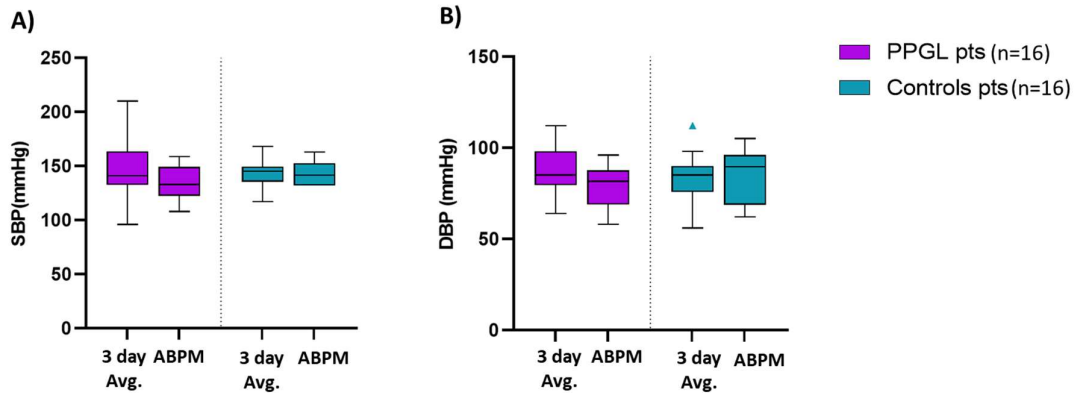 A)
SBP(mmHg)
250
200
150
100
50
0
3 day
Avg.
ABPM
3 day
Avg.
ABPM
B)
DBP (mmHg)
150
100
50
0
3 day
Avg.
ABPM
3 day
Avg.
ABPM
PPGL pts (n=16)
Controls pts (n=16)